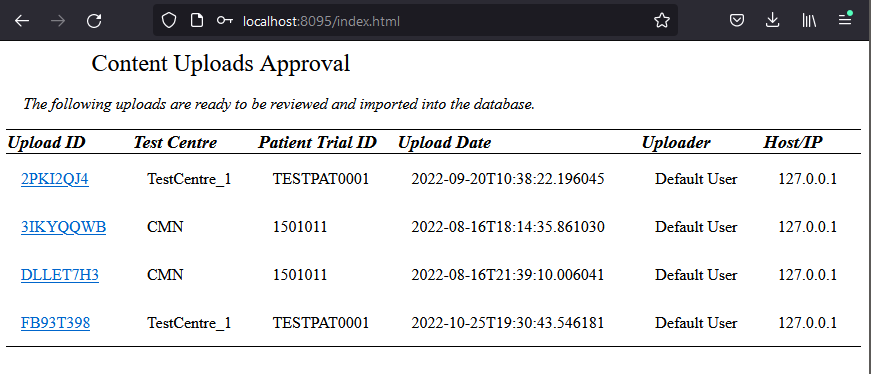 localhost:8095/index.html
Content Uploads Approval
The following uploads are ready to be reviewed and imported into the database.
Upload ID Test Centre Patient Trial ID Upload Date Uploader Host/IP
2PKI2QJ4 TestCentre_1 TESTPAT0001 2022-09-20T10:38:22.196045 Default User 127.0.0.1
3IKYQQWB CMN 1501011 2022-08-16T18:14:35.861030 Default User 127.0.0.1
DLLET7H3 CMN 1501011 2022-08-16T21:39:10.006041 Default User 127.0.0.1
FB93T398 TestCentre_1 TESTPAT0001 2022-10-25T19:30:43.546181 Default User 127.0.0.1